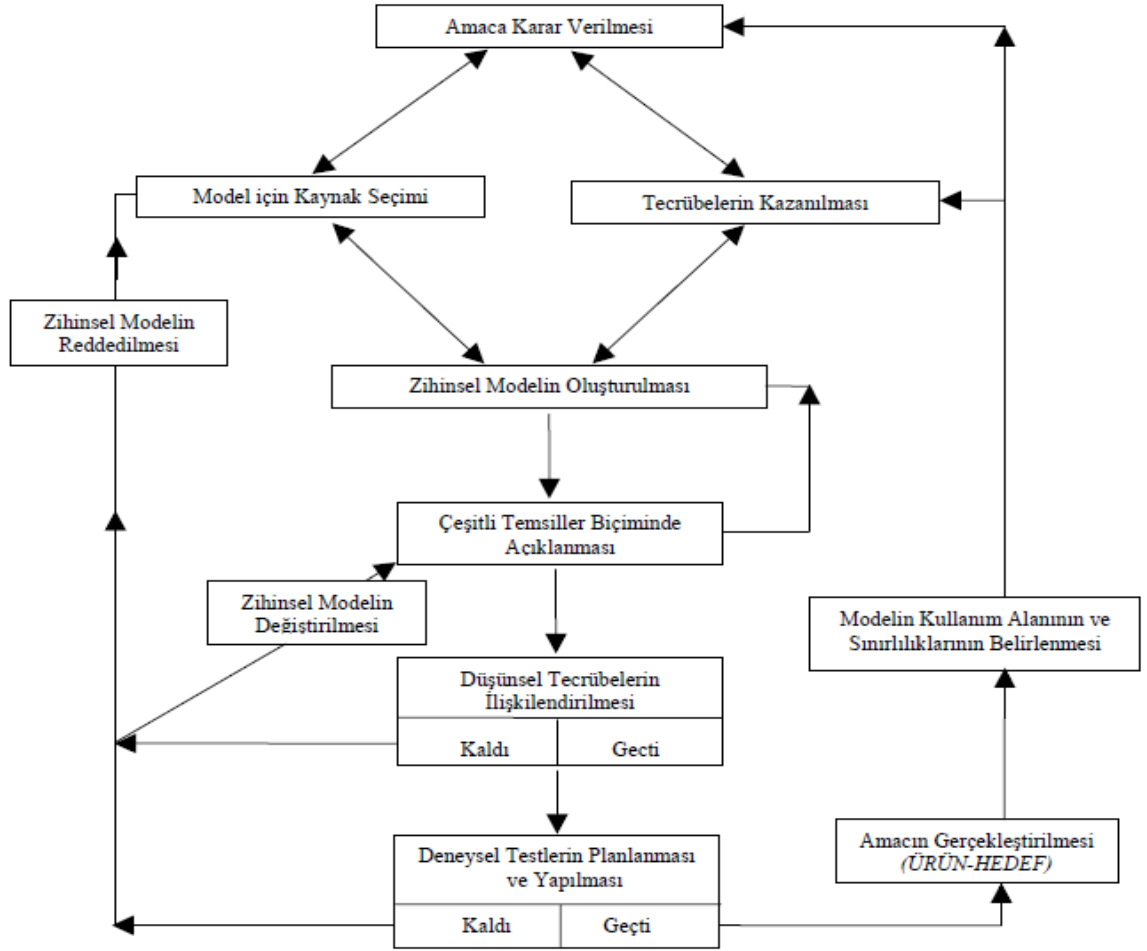 Amaca Karar Verilmesi
Model için Kaynak Seçimi
Tecrübelerin Kazanılması
Zihinsel Modelin
Reddedilmesi
Zihinsel Modelin Oluşturulması
Çeşitli Temsiller Biçiminde
Açıklanması
Zihinsel Modelin
Değiştirilmesi
Modelin Kullanım Alanının ve
Sınırlılıklarının Belirlenmesi
Düşünsel Tecrübelerin
İlişkilendirilmesi
Kaldı
Gecti
Deneysel Testlerin Planlanması
ve Yapılması
Kaldı
Geçti
Amacın Gerçekleştirilmesi
(ÜRÜN-HEDEF)